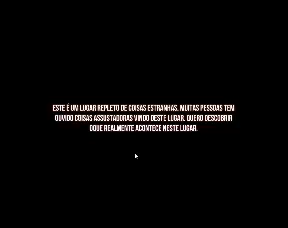 ESTE É UM LUGAR REPLETO DE COISAS ESTRANHAS, MUITAS PESSOAS TEM
OUVIDO COISAS ASSUSTADORAS VINDO DESTE LUGAR. QUERO DESCOBRIR
OQUE REALMENTE ACONTECE NESTE LUGAR.